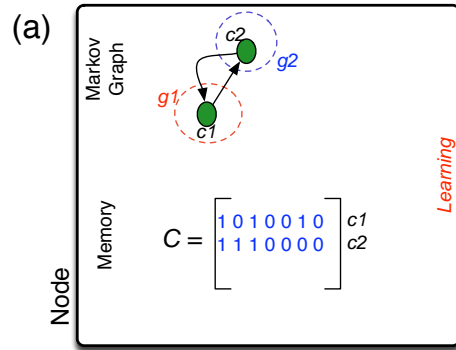 (a)
Markov
Graph
c2
g2
g1
c1
Learning
Memory
C =
1 0 1 0 0 1 0 c1
1 1 1 0 0 0 0 c2
Node